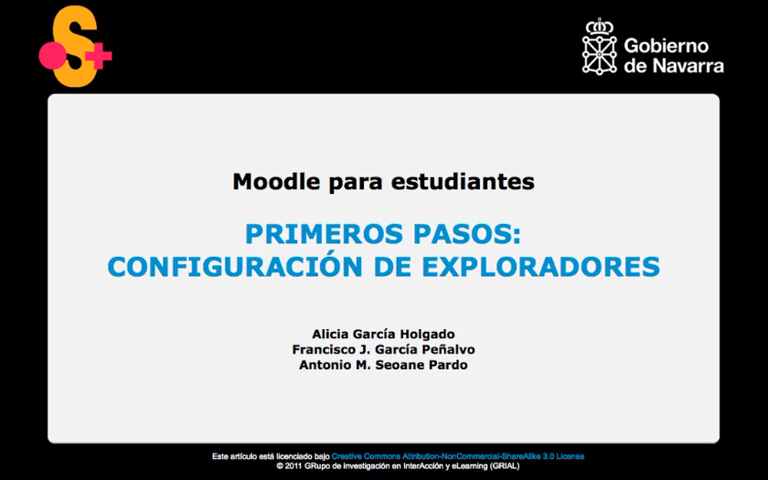 S+
Gobierno
de Navarra
Moodle para estudiantes
PRIMEROS PASOS:
CONFIGURACIÓN DE EXPLORADORES
Alicia García Holgado
Francisco J. García Peñalvo
Antonio M. Seoane Pardo
Este artículo está licenciado bajo Creative Commons Attribution-NonCommercial-ShareAlike 3.0 License
© 2011 GRupo de investigación en InterAcción y eLearning (GRIAL)